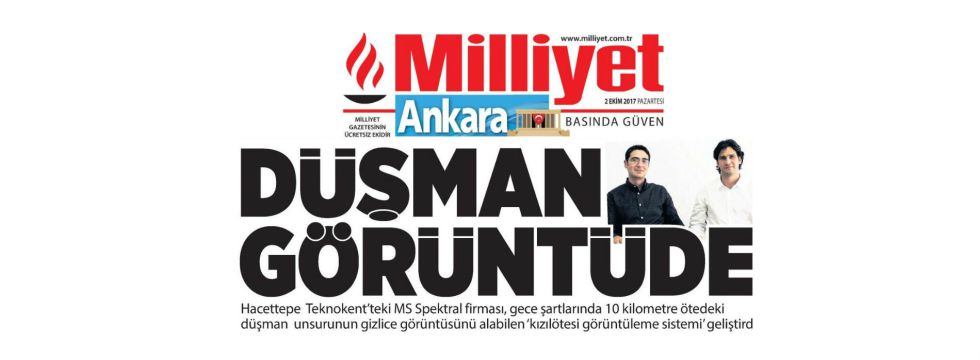 www.milliyet.com.tr
Milliyet
2 EKİM 2017 PAZARTESİ
Ankara
BASINDA GÜVEN
MİLLİYET
GAZETESİNİN
ÜCRETSİZ EKİDİR
DÜŞMAN
GÖRÜNTÜDE
Hacettepe Teknokent'teki MS Spektral firması, gece şartlarında 10 kilometre ötedeki
düşman unsurunun gizlice görüntüsünü alabilen 'kızılötesi görüntüleme sistemi' geliştird